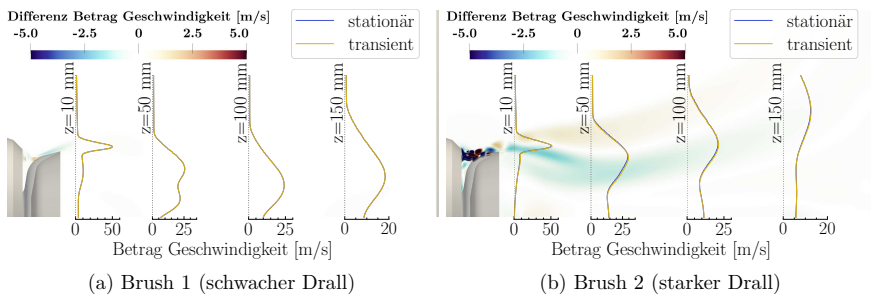 Differenz Betrag Geschwindigkeit [m/s]
-5.0 -2.5 0 2.5 5.0
stationär
transient
z=10 mm
z=50 mm
z=100 mm
z=150 mm
0 50 0 25 0 25 0 20
Betrag Geschwindigkeit [m/s]
(a) Brush 1 (schwacher Drall)
Differenz Betrag Geschwindigkeit [m/s]
-5.0 -2.5 0 2.5 5.0
stationär
transient
z=10 mm
z=50 mm
z=100 mm
z=150 mm
0 50 0 25 0 25 0 20
Betrag Geschwindigkeit [m/s]
(b) Brush 2 (starker Drall)